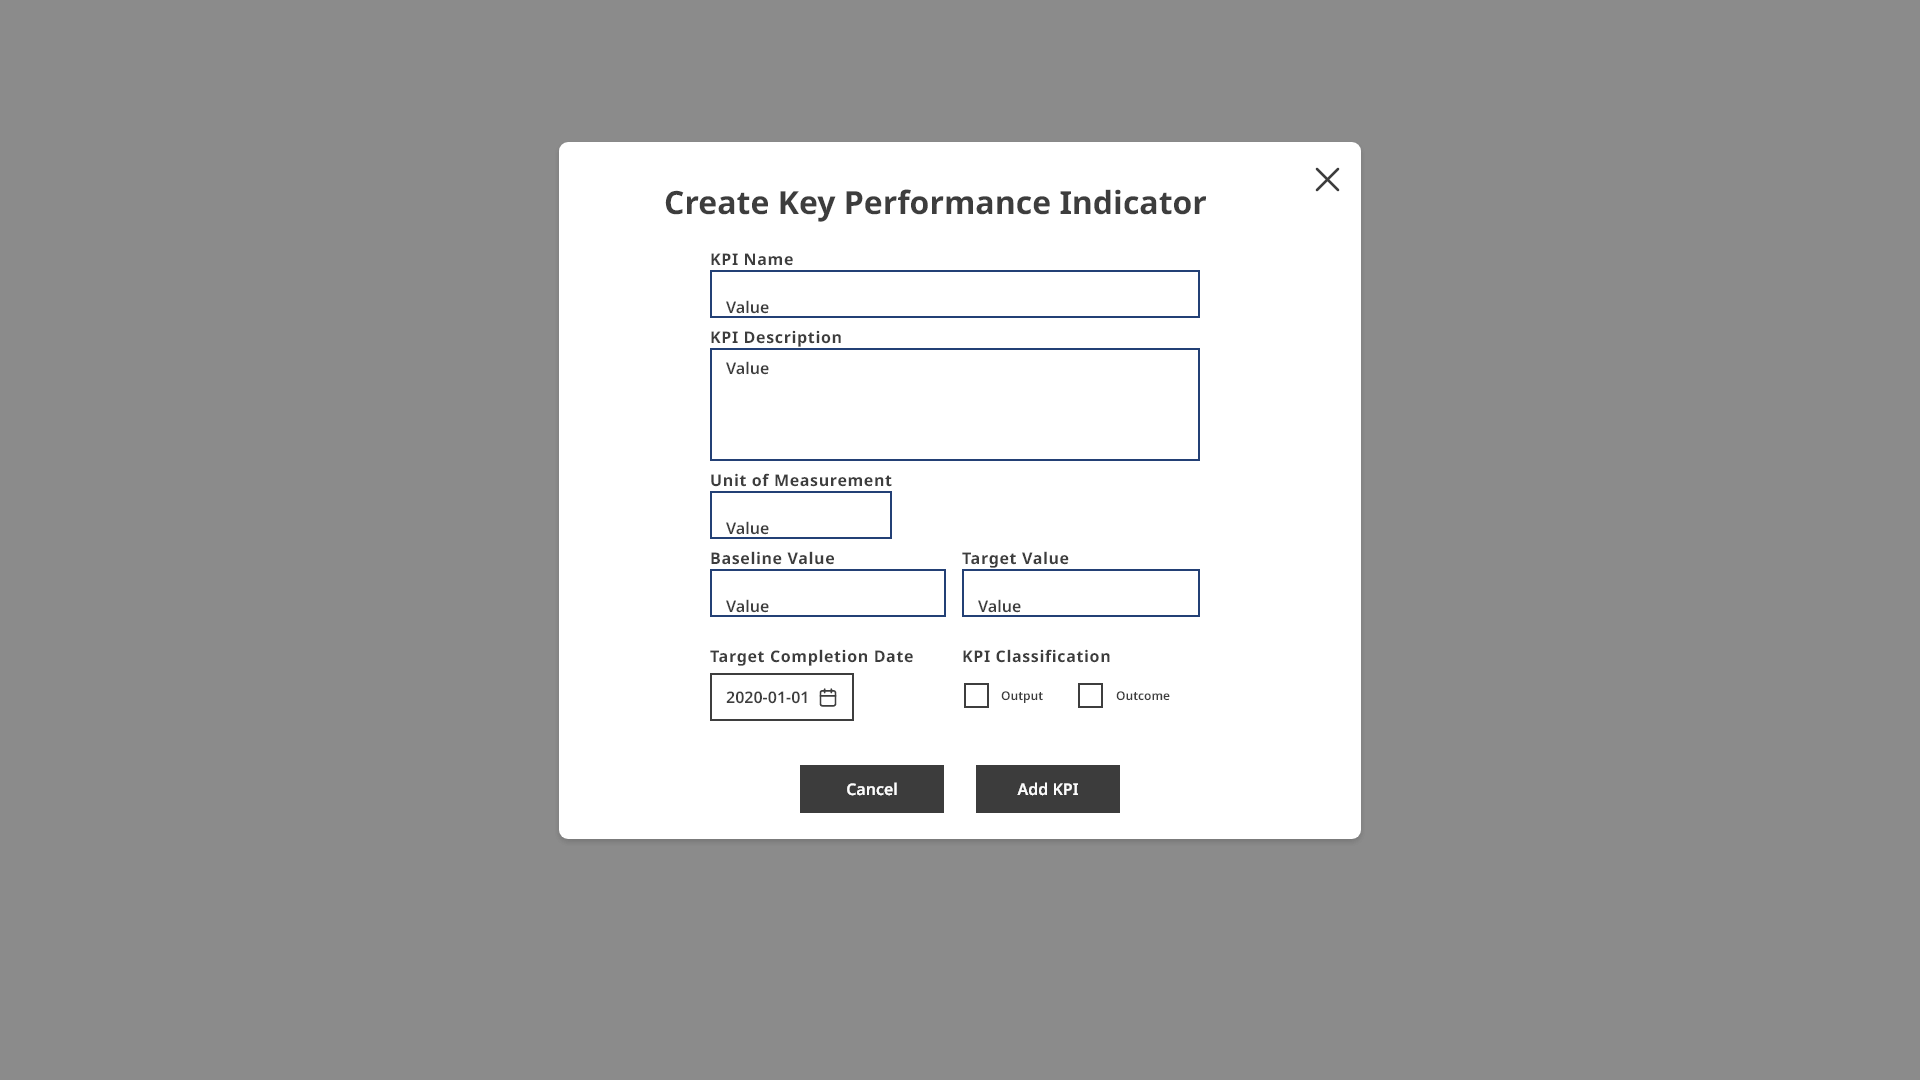 Create Key Performance Indicator
KPI Name
Value
KPI Description
Value
Unit of Measurement
Value
Baseline Value Target Value
Value Value
Target Completion Date KPI Classification
2020-01-01 Output Outcome
Cancel Add KPI